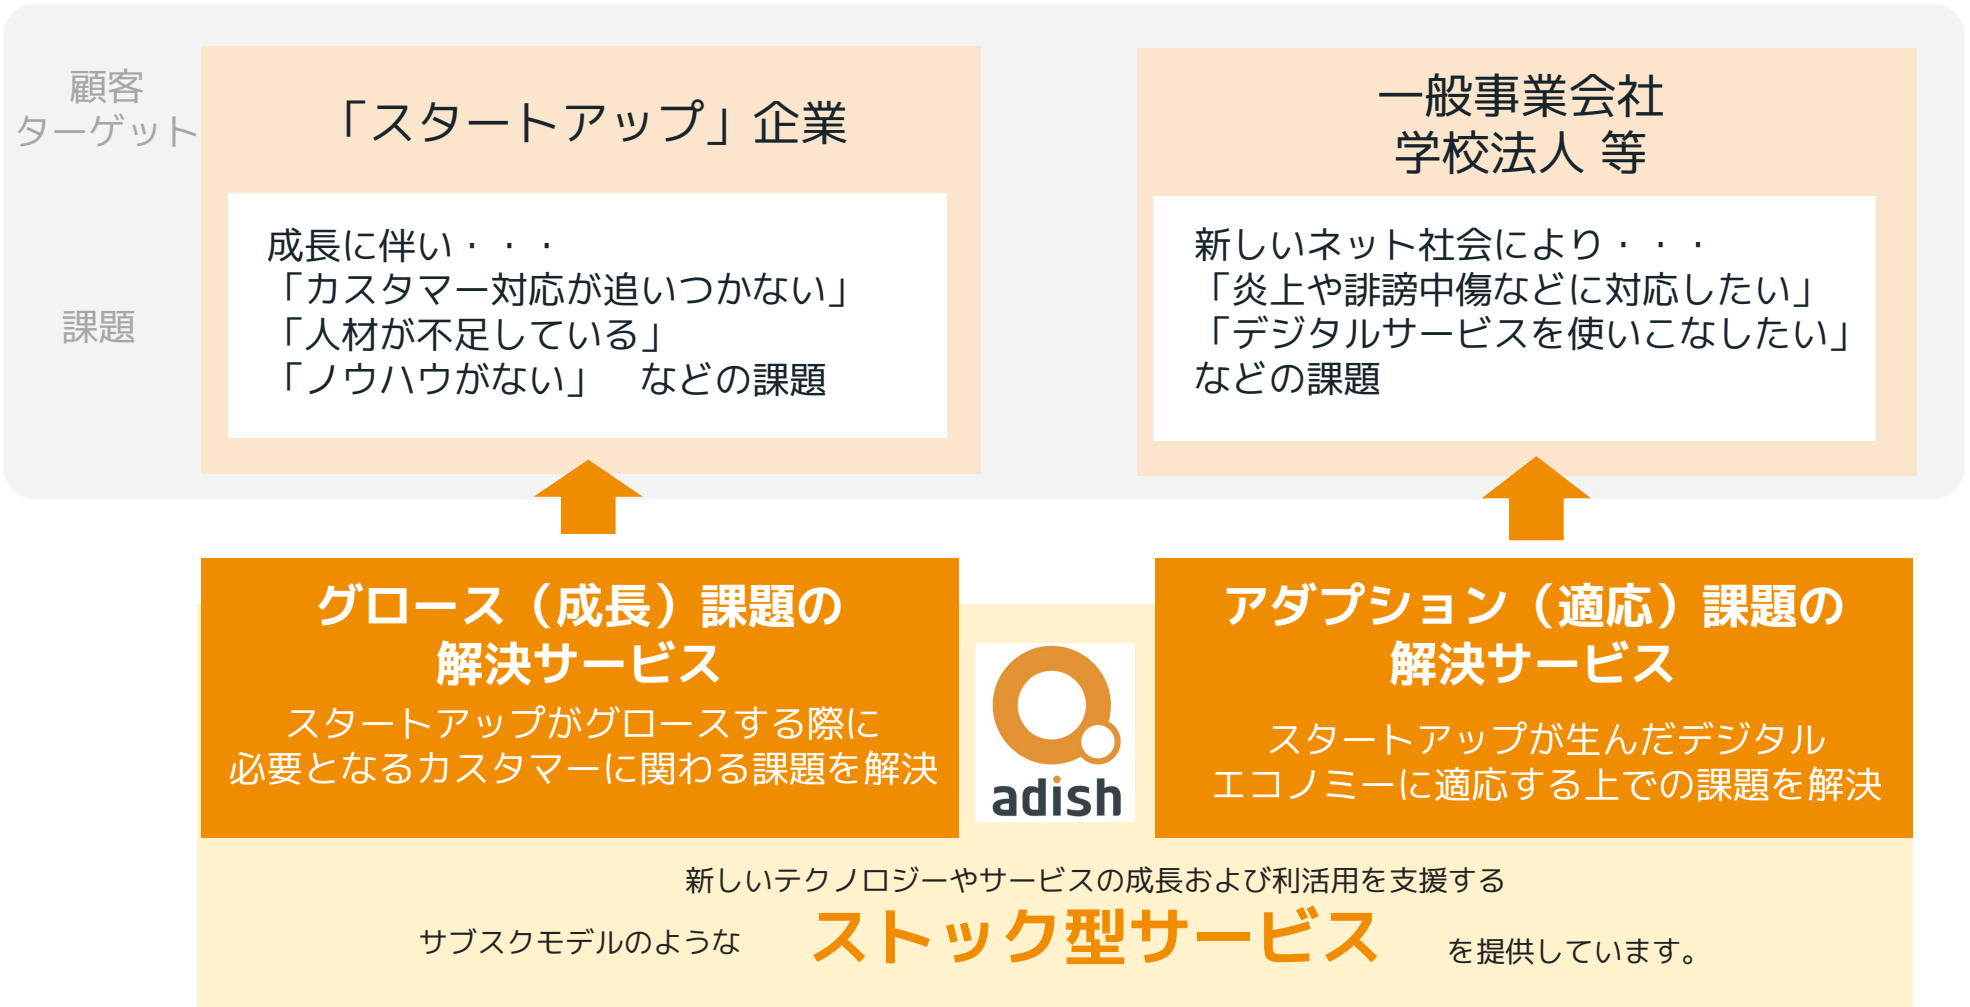 顧客
ターゲット
「スタートアップ」企業
一般事業会社
学校法人 等
課題
成長に伴い・・・
「カスタマー対応が追いつかない」
「人材が不足している」
「ノウハウがない」　などの課題
新しいネット社会により・・・
「炎上や誹謗中傷などに対応したい」
「デジタルサービスを使いこなしたい」
などの課題
グロース（成長）課題の
解決サービス
スタートアップがグロースする際に
必要となるカスタマーに関わる課題を解決
adish
アダプション（適応）課題の
解決サービス
スタートアップが生んだデジタル
エコノミーに適応する上での課題を解決
新しいテクノロジーやサービスの成長および利活用を支援する
サブスクモデルのような ストック型サービス を提供しています。